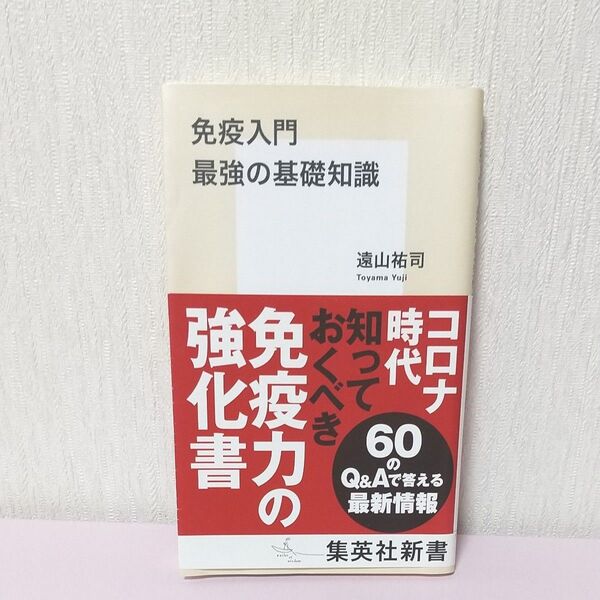 免疫入門
最強の基礎知識
遠山祐司
Toyama Yuji
コロナ
時代
知って
おくべき
免疫力の
強化書
60の
Q&Aで答える
最新情報
集英社新書